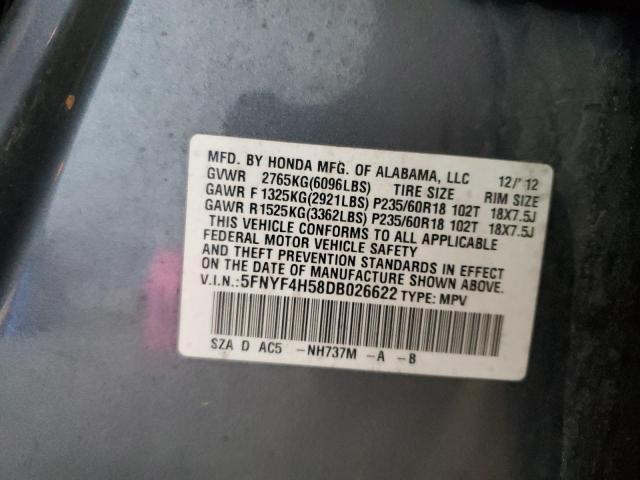 MFD. BY HONDA MFG. OF ALABAMA, LLC 12/'12
GVWR 2765KG(6096LBS) TIRE SIZE RIM SIZE
GAWR F 1325KG(2921LBS) P235/60R18 102T 18X7.5J
GAWR R1525KG(3362LBS) P235/60R18 102T 18X7.5J
THIS VEHICLE CONFORMS TO ALL APPLICABLE
FEDERAL MOTOR VEHICLE SAFETY
AND THEFT PREVENTION STANDARDS IN EFFECT
ON THE DATE OF MANUFACTURE SHOWN ABOVE.
V.I.N.:5FNYF4H58DB026622 TYPE: MPV
SZA D AC5 -NH737M -A -B